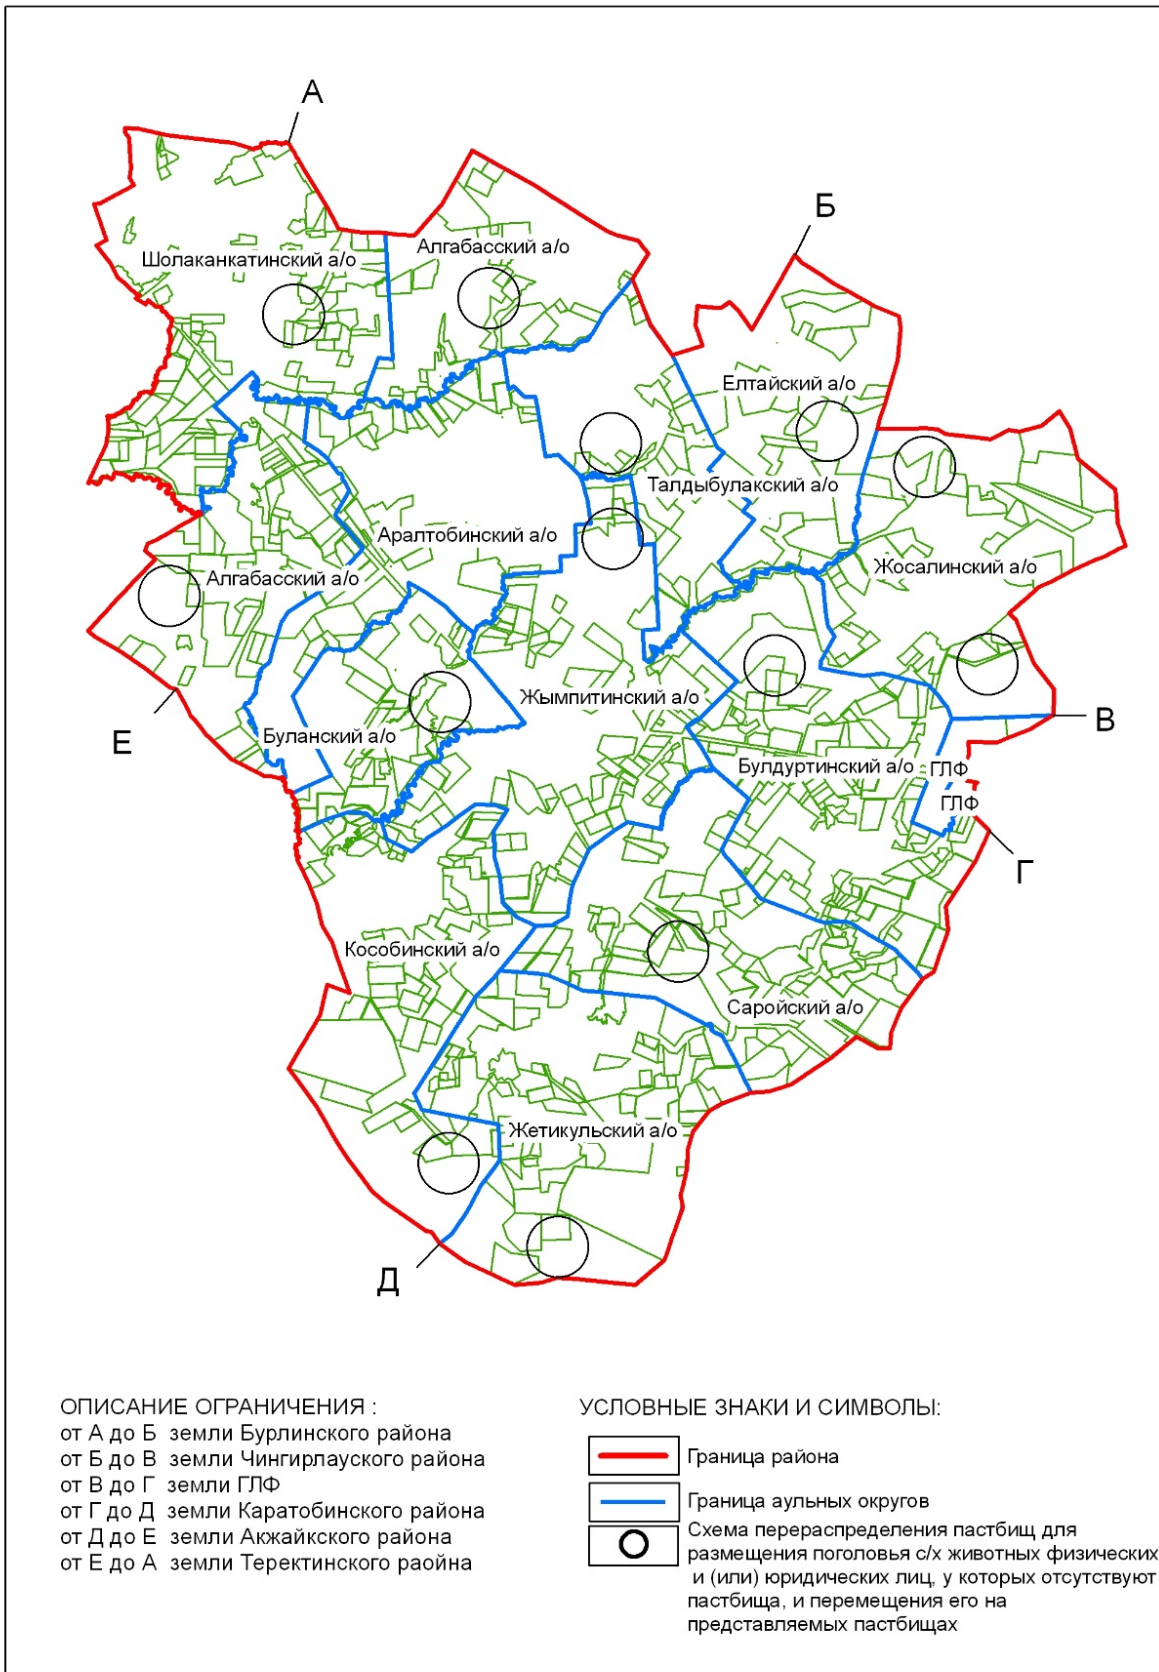 А
Б
Шолаканкатинский а/о
Алгабасский а/о
Елтайский а/о
Талдыбулакский а/о
Аралтобинский а/о
Жосалинский а/о
Алгабасский а/о
Жымпитинский а/о
В
Е
Буланский а/о
Булдуртинский а/о
ГЛФ
ГЛФ
Г
Кособинский а/о
Саройский а/о
Жетикульский а/о
Д
ОПИСАНИЕ ОГРАНИЧЕНИЯ :
от А до Б земли Бурлинского района
от Б до В земли Чингирлауского района
от В до Г земли ГЛФ
от Г до Д земли Каратобинского района
от Д до Е земли Акжайкского района
от Е до А земли Теректинского раойна
УСЛОВНЫЕ ЗНАКИ И СИМВОЛЫ:
Граница района
Граница аульных округов
Схема перераспределения пастбищ для
размещения поголовья с/х животных физических
и (или) юридических лиц, у которых отсутствуют
пастбища, и перемещения его на
представляемых пастбищах